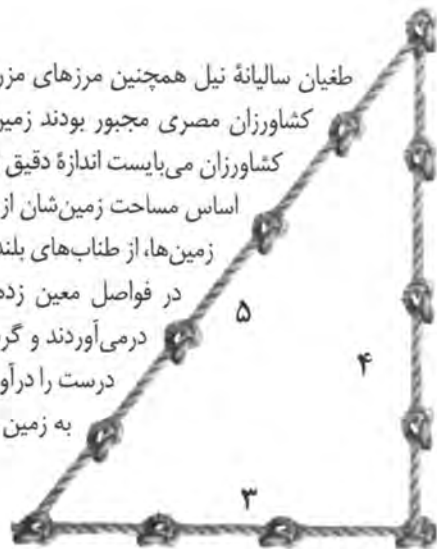 طغیان سالیانهٔ نیل همچنین مرزهای مزر
کشاورزان مصری مجبور بودند زمین
کشاورزان می‌بایست اندازهٔ دقیق
اساس مساحت زمین‌شان از
زمین‌ها، از طناب‌های بلند
در فواصل معین زده
درمی‌آوردند و گر
درست را درآو
به زمین
۵
۴
۳